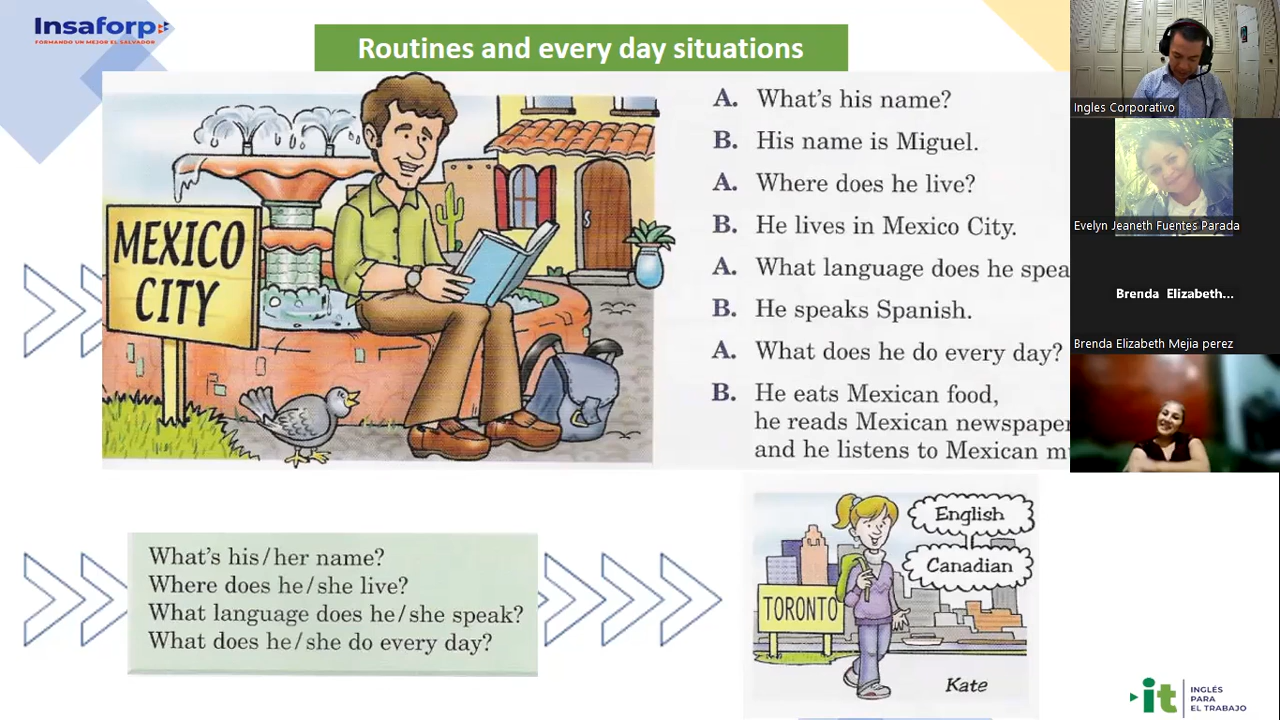 Insaforp
FORMANDO UN MEJOR EL SALVADOR
Routines and every day situations
MEXICO
CITY
A. What's his name?
B. His name is Miguel.
A. Where does he live?
B. He lives in Mexico City.
A. What language does he spea
B. He speaks Spanish.
A. What does he do every day?
B. He eats Mexican food,
he reads Mexican newspaper
and he listens to Mexican m
What's his/her name?
Where does he/she live?
What language does he/she speak?
What does he/she do every day?
English
Canadian
TORONTO
Kate
Ingles Corporativo
Evelyn Jeaneth Fuentes Parada
Brenda Elizabeth...
Brenda Elizabeth Mejia perez
it
INGLÉS
PARA
EL TRABAJO